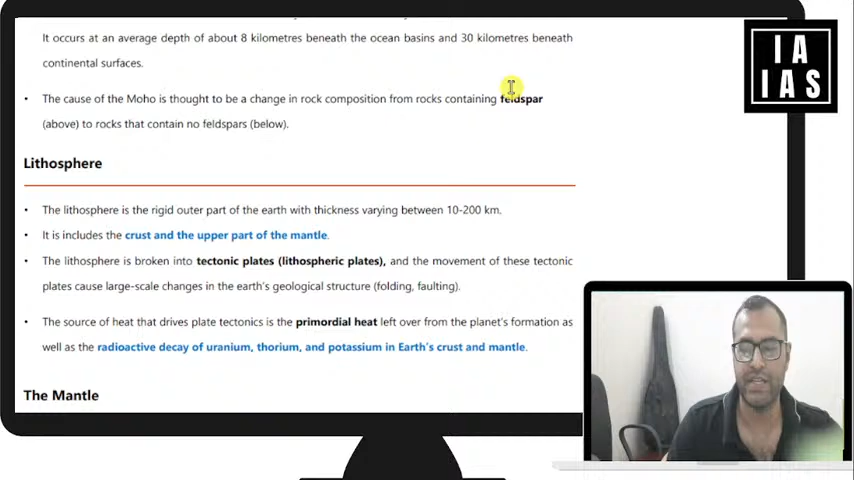 It occurs at an average depth of about 8 kilometres beneath the ocean basins and 30 kilometres beneath
continental surfaces.
• The cause of the Moho is thought to be a change in rock composition from rocks containing feldspar
(above) to rocks that contain no feldspars (below).
Lithosphere
• The lithosphere is the rigid outer part of the earth with thickness varying between 10-200 km.
• It is includes the crust and the upper part of the mantle.
• The lithosphere is broken into tectonic plates (lithospheric plates), and the movement of these tectonic
plates cause large-scale changes in the earth's geological structure (folding, faulting).
• The source of heat that drives plate tectonics is the primordial heat left over from the planet's formation as
well as the radioactive decay of uranium, thorium, and potassium in Earth's crust and mantle.
The Mantle
IA
IAS